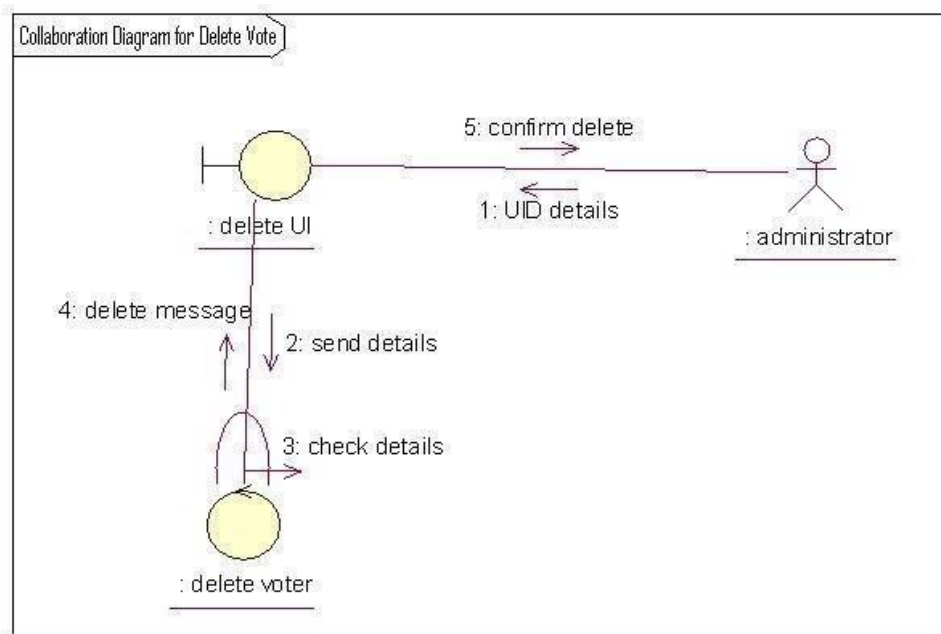 Collaboration Diagram for Delete Vote
5: confirm delete
1: UID details
: delete UI
: administrator
4: delete message
2: send details
3: check details
: delete voter